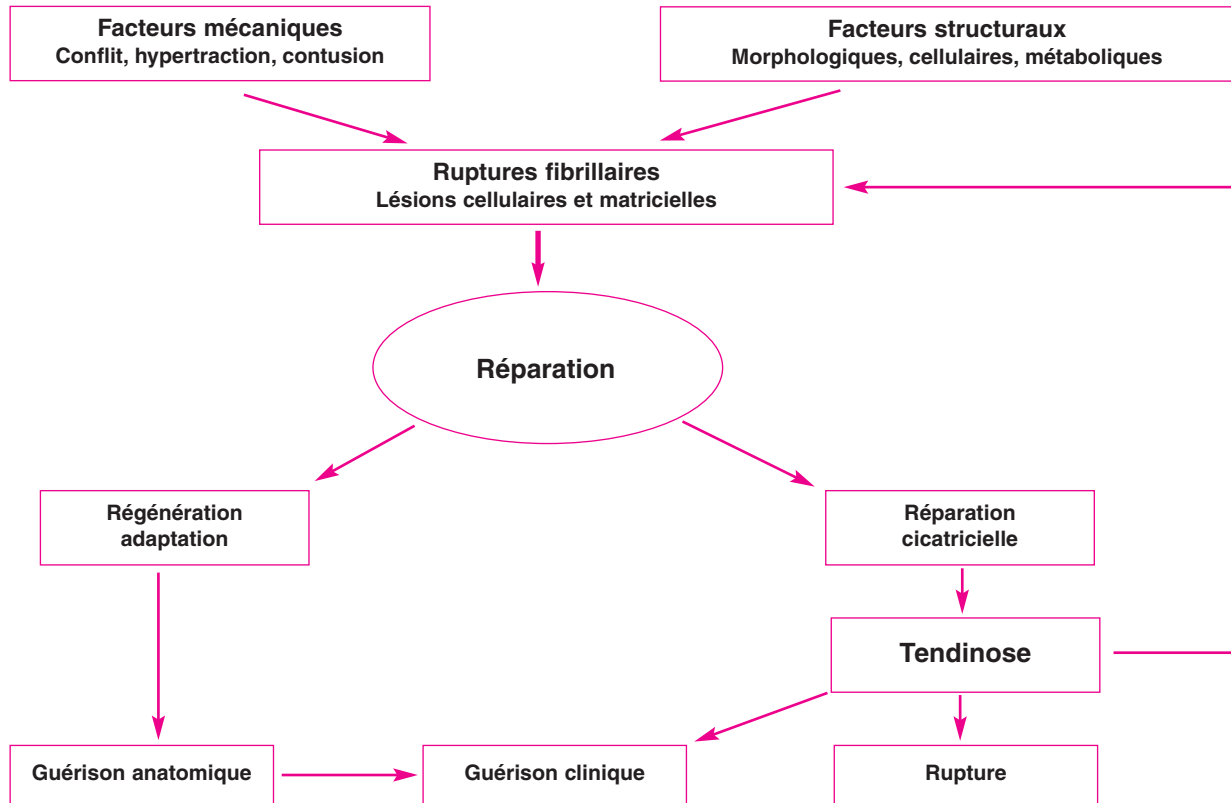 Facteurs mécaniques
Conflit, hypertraction, contusion
Facteurs structuraux
Morphologiques, cellulaires, métaboliques
Ruptures fibrillaires
Lésions cellulaires et matricielles
Réparation
Régénération
adaptation
Réparation
cicatricielle
Tendinose
Guérison anatomique
Guérison clinique
Rupture